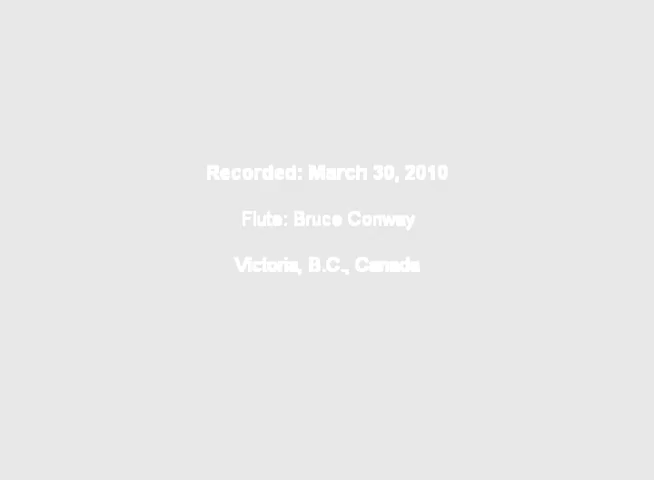 Recorded: March 30, 2010
Flute: Bruce Conway
Victoria, B.C., Canada